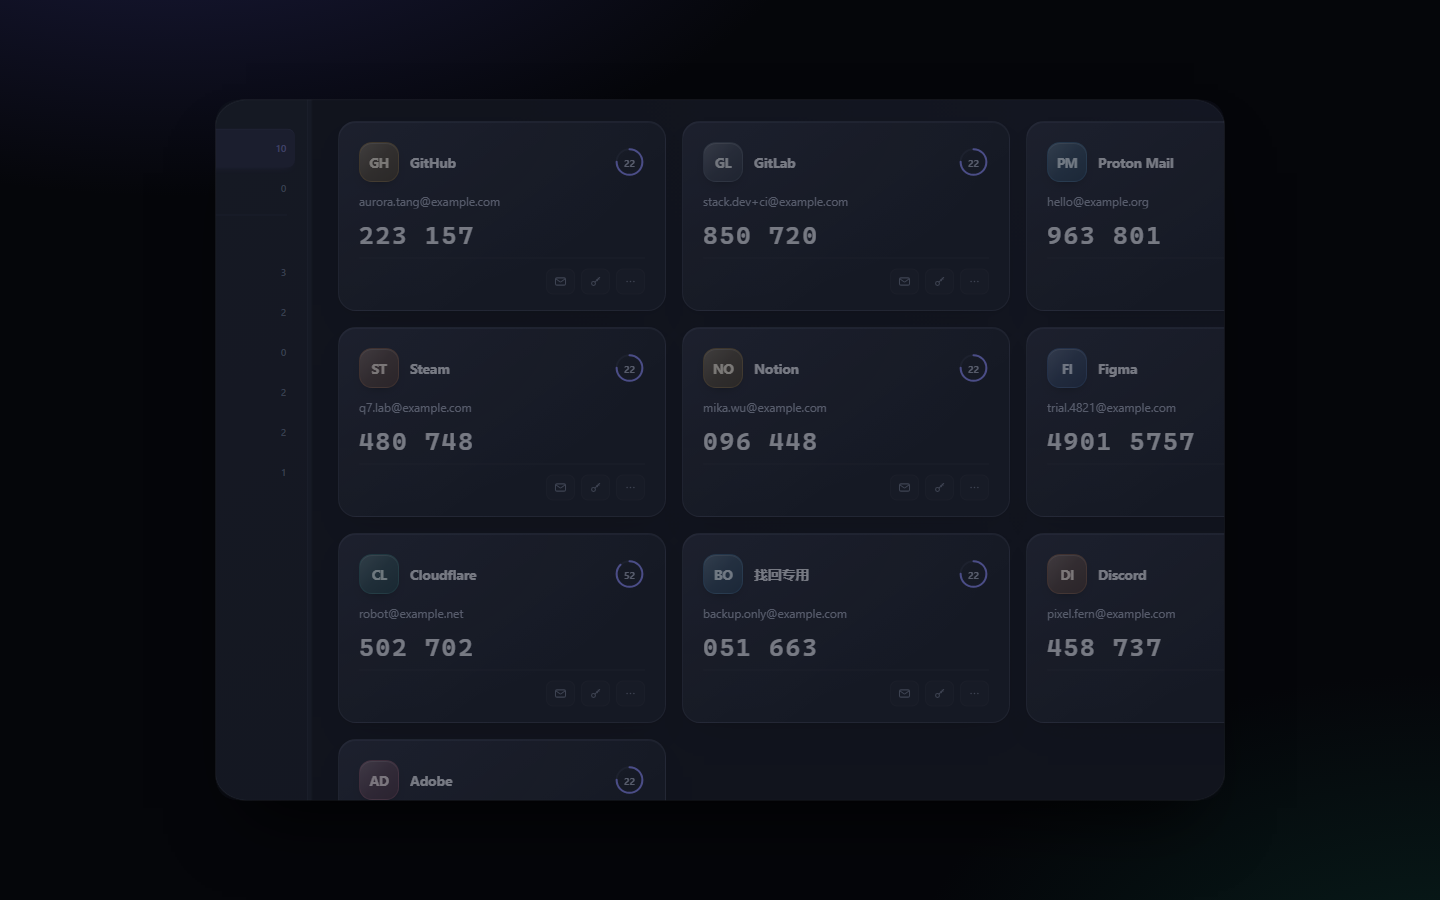 10
0
3
2
0
2
2
1
GH GitHub 22
aurora.tang@example.com
223 157
GL GitLab 22
stack.dev+ci@example.com
850 720
PM Proton Mail
hello@example.org
963 801
ST Steam 22
q7.lab@example.com
480 748
NO Notion 22
mika.wu@example.com
096 448
FI Figma
trial.4821@example.com
4901 5757
CL Cloudflare 52
robot@example.net
502 702
BO 找回专用 22
backup.only@example.com
051 663
DI Discord
pixel.fern@example.com
458 737
AD Adobe 22